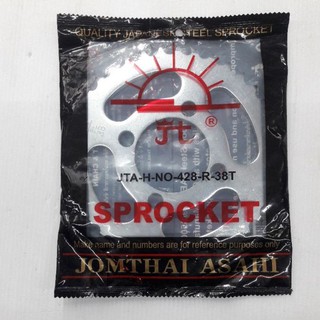 QUALITY JAPANESE STEEL SPROCKET
Jt ®
JTA-H-NO-428-R-38T
SPROCKET
Make name and numbers are for reference purposes only
JOMTHAI ASAHI